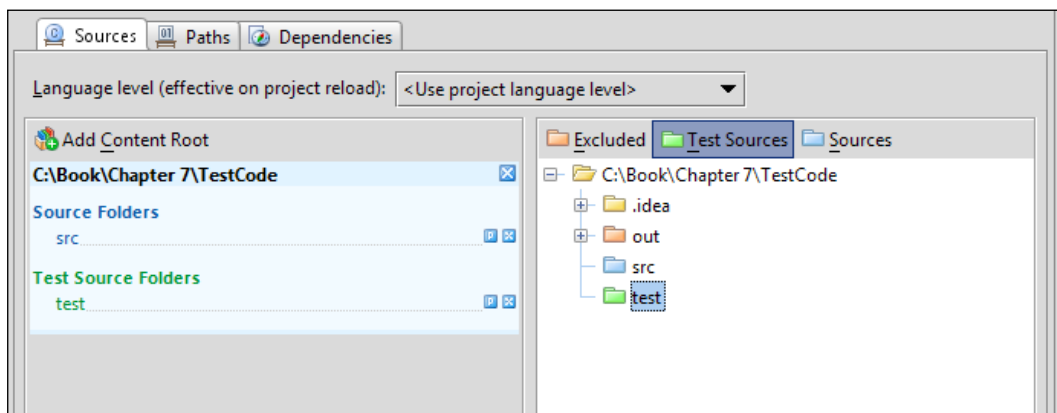 Sources Paths Dependencies
Language level (effective on project reload): <Use project language level>
Add Content Root
C:\Book\Chapter 7\TestCode
Source Folders
src
Test Source Folders
test
Excluded Test Sources Sources
C:\Book\Chapter 7\TestCode
.idea
out
src
test